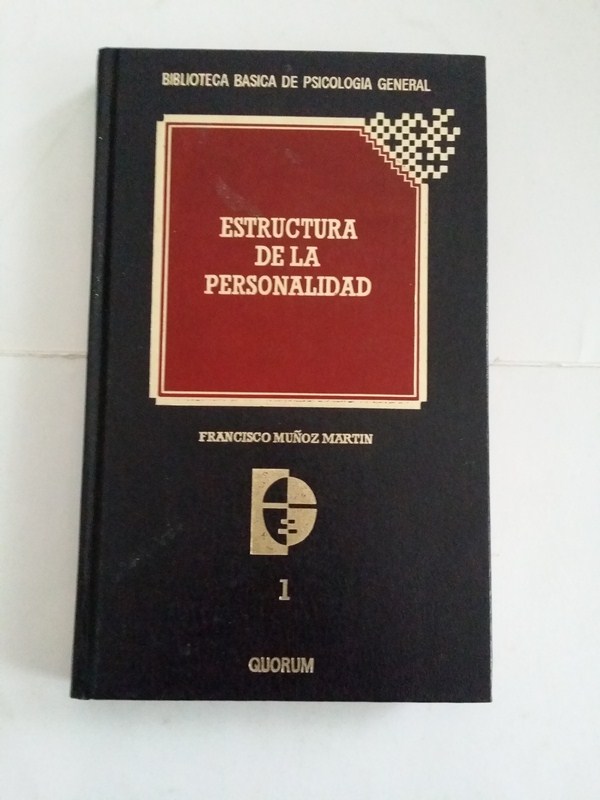 BIBLIOTECA BASICA DE PSICOLOGIA GENERAL
ESTRUCTURA
DE LA
PERSONALIDAD
FRANCISCO MUÑOZ MARTIN
1
QUORUM